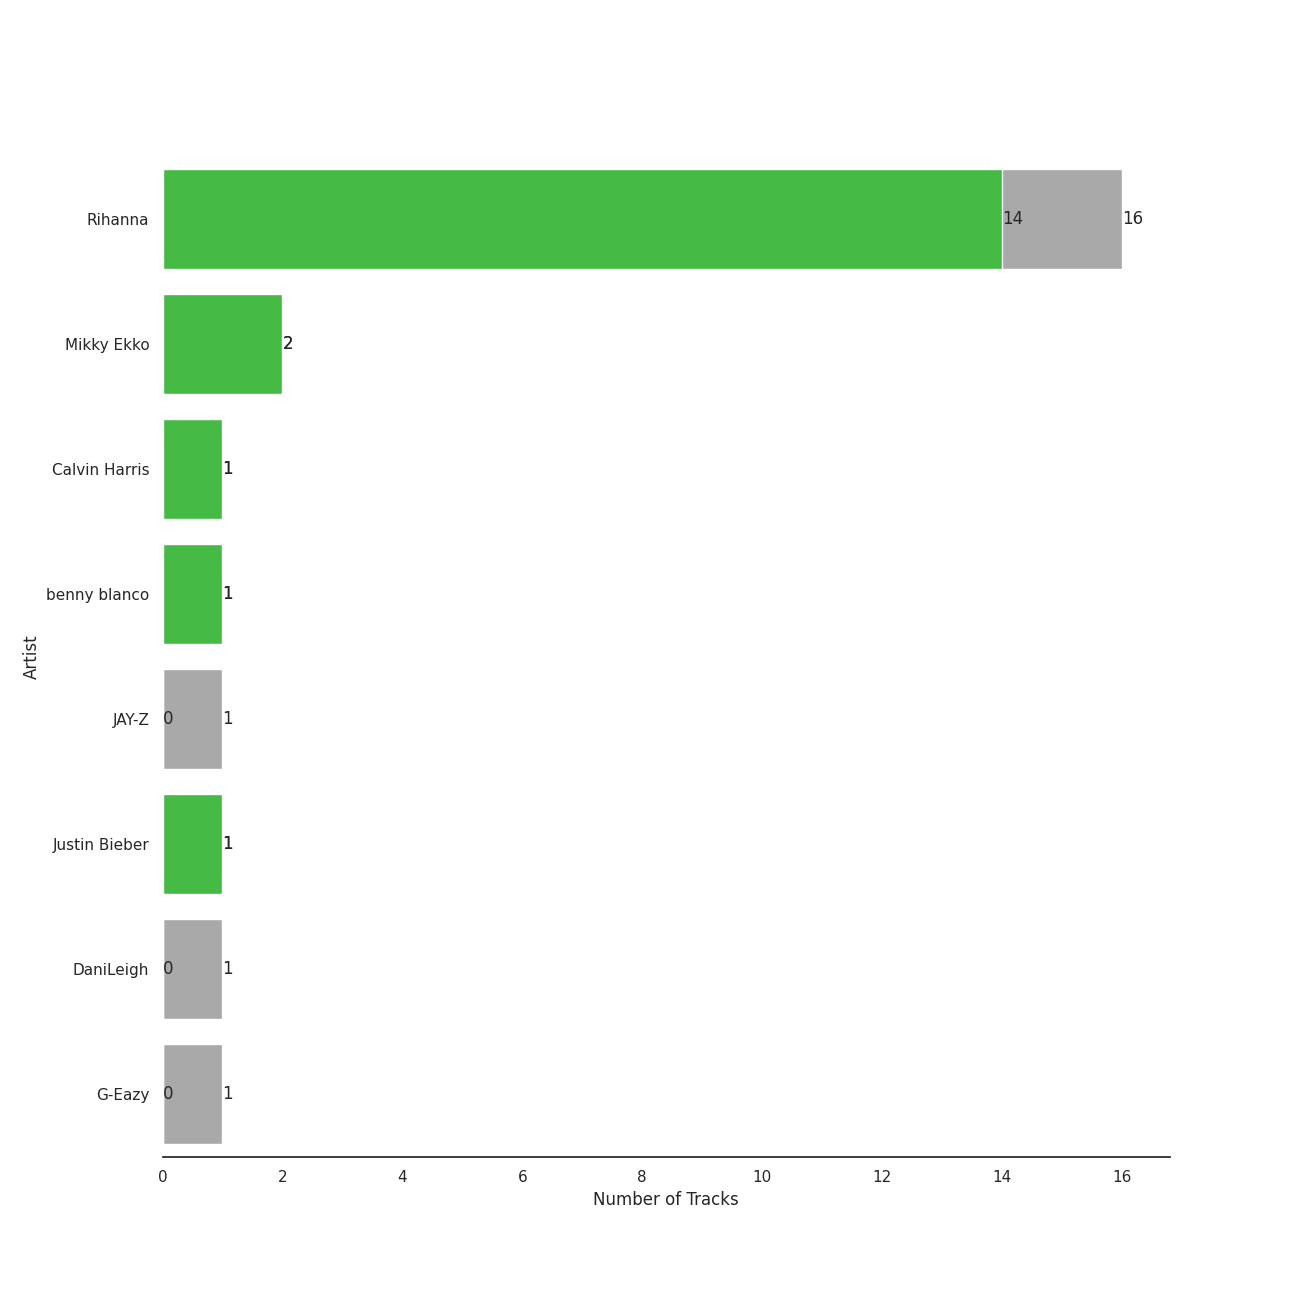 Rihanna 14 16
Mikky Ekko 2
Calvin Harris 1
benny blanco 1
JAY-Z 0 1
Justin Bieber 1
DaniLeigh 0 1
G-Eazy 0 1
Artist
0 2 4 6 8 10 12 14 16
Number of Tracks